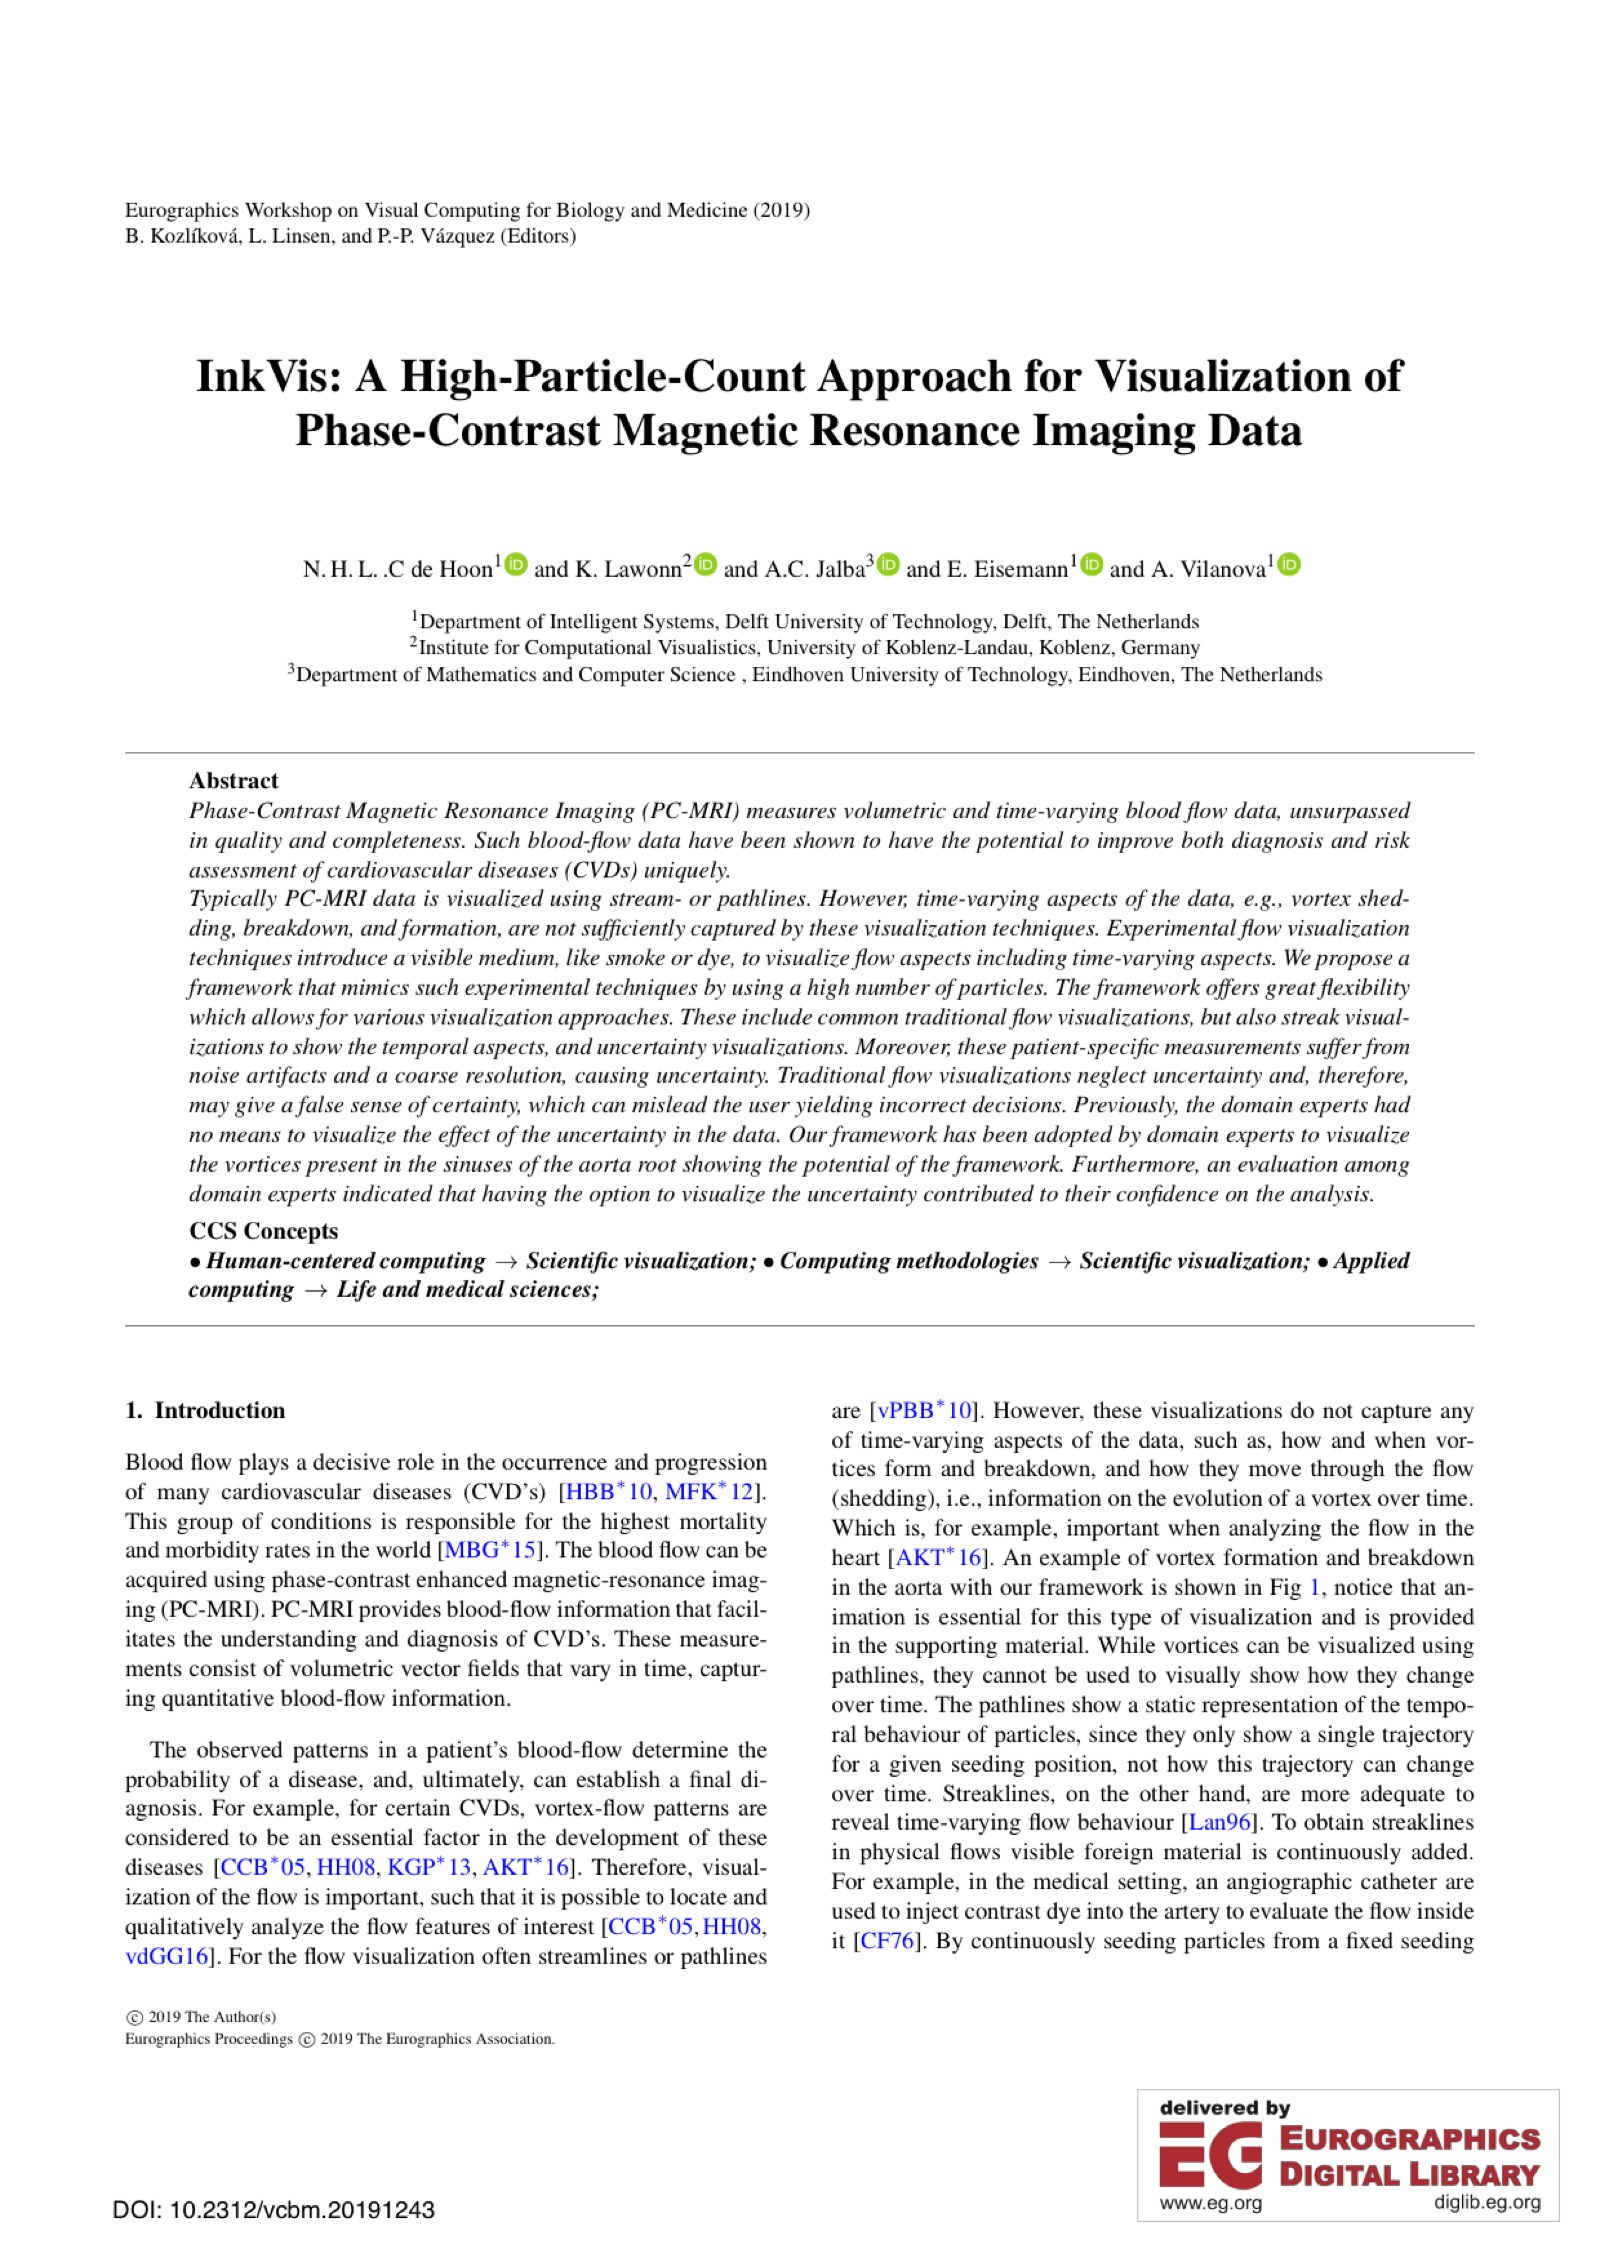 Eurographics Workshop on Visual Computing for Biology and Medicine (2019)
B. Kozlíková, L. Linsen, and P.-P. Vázquez (Editors)
InkVis: A High-Particle-Count Approach for Visualization of
Phase-Contrast Magnetic Resonance Imaging Data
N. H. L. .C de Hoon1 iD and K. Lawonn2 iD and A.C. Jalba3 iD and E. Eisemann1 iD and A. Vilanova1 iD
1Department of Intelligent Systems, Delft University of Technology, Delft, The Netherlands
2Institute for Computational Visualistics, University of Koblenz-Landau, Koblenz, Germany
3Department of Mathematics and Computer Science , Eindhoven University of Technology, Eindhoven, The Netherlands
Abstract
Phase-Contrast Magnetic Resonance Imaging (PC-MRI) measures volumetric and time-varying blood flow data, unsurpassed
in quality and completeness. Such blood-flow data have been shown to have the potential to improve both diagnosis and risk
assessment of cardiovascular diseases (CVDs) uniquely.
Typically PC-MRI data is visualized using stream- or pathlines. However, time-varying aspects of the data, e.g., vortex shed-
ding, breakdown, and formation, are not sufficiently captured by these visualization techniques. Experimental flow visualization
techniques introduce a visible medium, like smoke or dye, to visualize flow aspects including time-varying aspects. We propose a
framework that mimics such experimental techniques by using a high number of particles. The framework offers great flexibility
which allows for various visualization approaches. These include common traditional flow visualizations, but also streak visual-
izations to show the temporal aspects, and uncertainty visualizations. Moreover, these patient-specific measurements suffer from
noise artifacts and a coarse resolution, causing uncertainty. Traditional flow visualizations neglect uncertainty and, therefore,
may give a false sense of certainty, which can mislead the user yielding incorrect decisions. Previously, the domain experts had
no means to visualize the effect of the uncertainty in the data. Our framework has been adopted by domain experts to visualize
the vortices present in the sinuses of the aorta root showing the potential of the framework. Furthermore, an evaluation among
domain experts indicated that having the option to visualize the uncertainty contributed to their confidence on the analysis.
CCS Concepts
• Human-centered computing → Scientific visualization; • Computing methodologies → Scientific visualization; • Applied
computing → Life and medical sciences;
1. Introduction
Blood flow plays a decisive role in the occurrence and progression
of many cardiovascular diseases (CVD's) [HBB*10, MFK*12].
This group of conditions is responsible for the highest mortality
and morbidity rates in the world [MBG*15]. The blood flow can be
acquired using phase-contrast enhanced magnetic-resonance imag-
ing (PC-MRI). PC-MRI provides blood-flow information that facil-
itates the understanding and diagnosis of CVD's. These measure-
ments consist of volumetric vector fields that vary in time, captur-
ing quantitative blood-flow information.
The observed patterns in a patient's blood-flow determine the
probability of a disease, and, ultimately, can establish a final di-
agnosis. For example, for certain CVDs, vortex-flow patterns are
considered to be an essential factor in the development of these
diseases [CCB*05, HH08, KGP*13, AKT*16]. Therefore, visual-
ization of the flow is important, such that it is possible to locate and
qualitatively analyze the flow features of interest [CCB*05, HH08,
vdGG16]. For the flow visualization often streamlines or pathlines
are [vPBB*10]. However, these visualizations do not capture any
of time-varying aspects of the data, such as, how and when vor-
tices form and breakdown, and how they move through the flow
(shedding), i.e., information on the evolution of a vortex over time.
Which is, for example, important when analyzing the flow in the
heart [AKT*16]. An example of vortex formation and breakdown
in the aorta with our framework is shown in Fig 1, notice that an-
imation is essential for this type of visualization and is provided
in the supporting material. While vortices can be visualized using
pathlines, they cannot be used to visually show how they change
over time. The pathlines show a static representation of the tempo-
ral behaviour of particles, since they only show a single trajectory
for a given seeding position, not how this trajectory can change
over time. Streaklines, on the other hand, are more adequate to
reveal time-varying flow behaviour [Lan96]. To obtain streaklines
in physical flows visible foreign material is continuously added.
For example, in the medical setting, an angiographic catheter are
used to inject contrast dye into the artery to evaluate the flow inside
it [CF76]. By continuously seeding particles from a fixed seeding
© 2019 The Author(s)
Eurographics Proceedings © 2019 The Eurographics Association.
DOI: 10.2312/vcbm.20191243
delivered by
EG EUROGRAPHICS
DIGITAL LIBRARY
www.eg.org diglib.eg.org